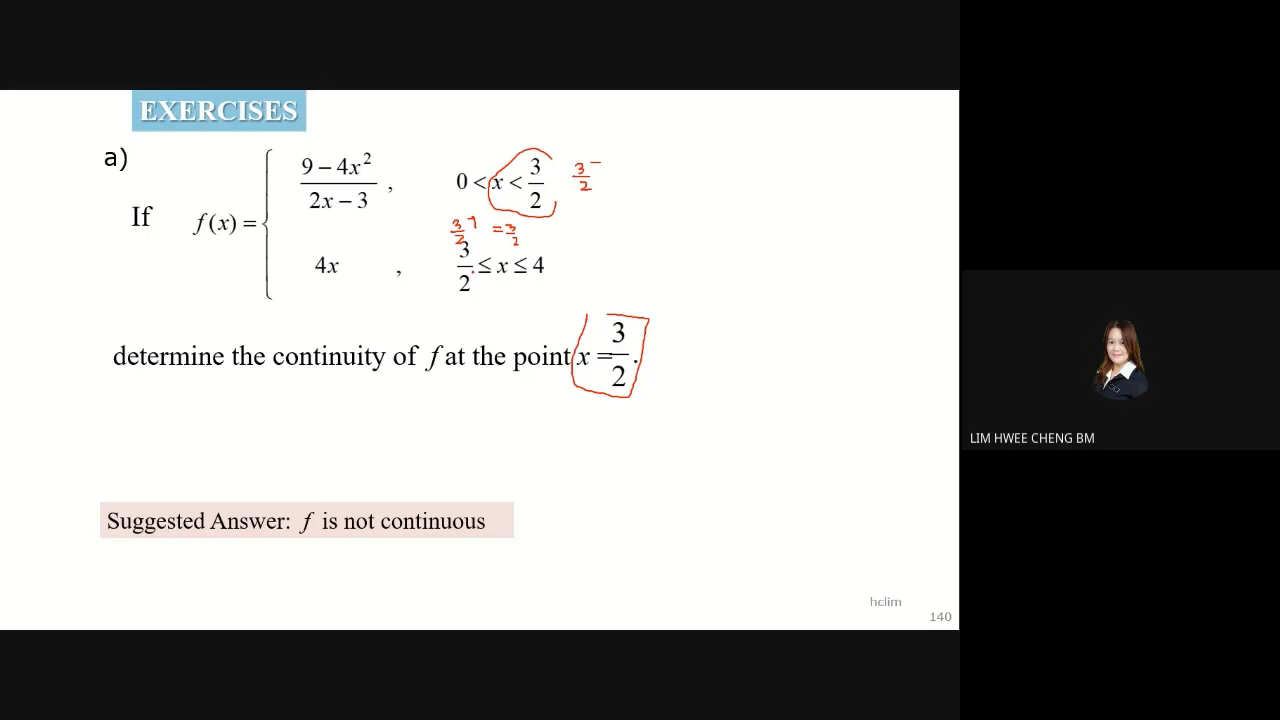 EXERCISES
a)
If f(x) = { (9 − 4x²)/(2x − 3) , 0 < x < 3/2 3/2⁻
3/2⁺ = 3/2
4x , 3/2 ≤ x ≤ 4
determine the continuity of f at the point x = 3/2.
Suggested Answer: f is not continuous
hclim
140
LIM HWEE CHENG BM